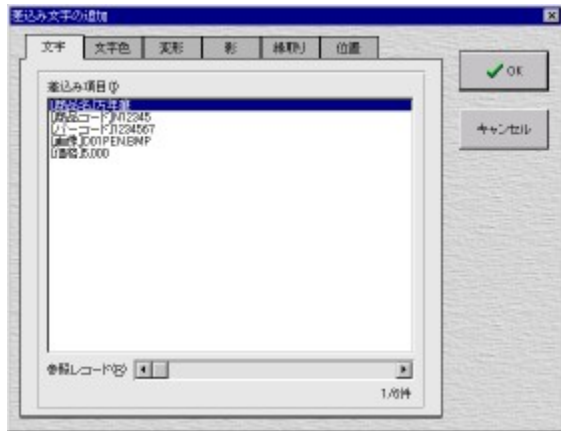 差込み文字の追加
文字 文字色 変形 影 縁取り 位置
OK
キャンセル
差込み項目(I)
[商品名]万年筆
[商品コード]N12345
[バーコード]1234567
[画像]D01PEN.BMP
[価格]5,000
参照レコード(R)
1/6件